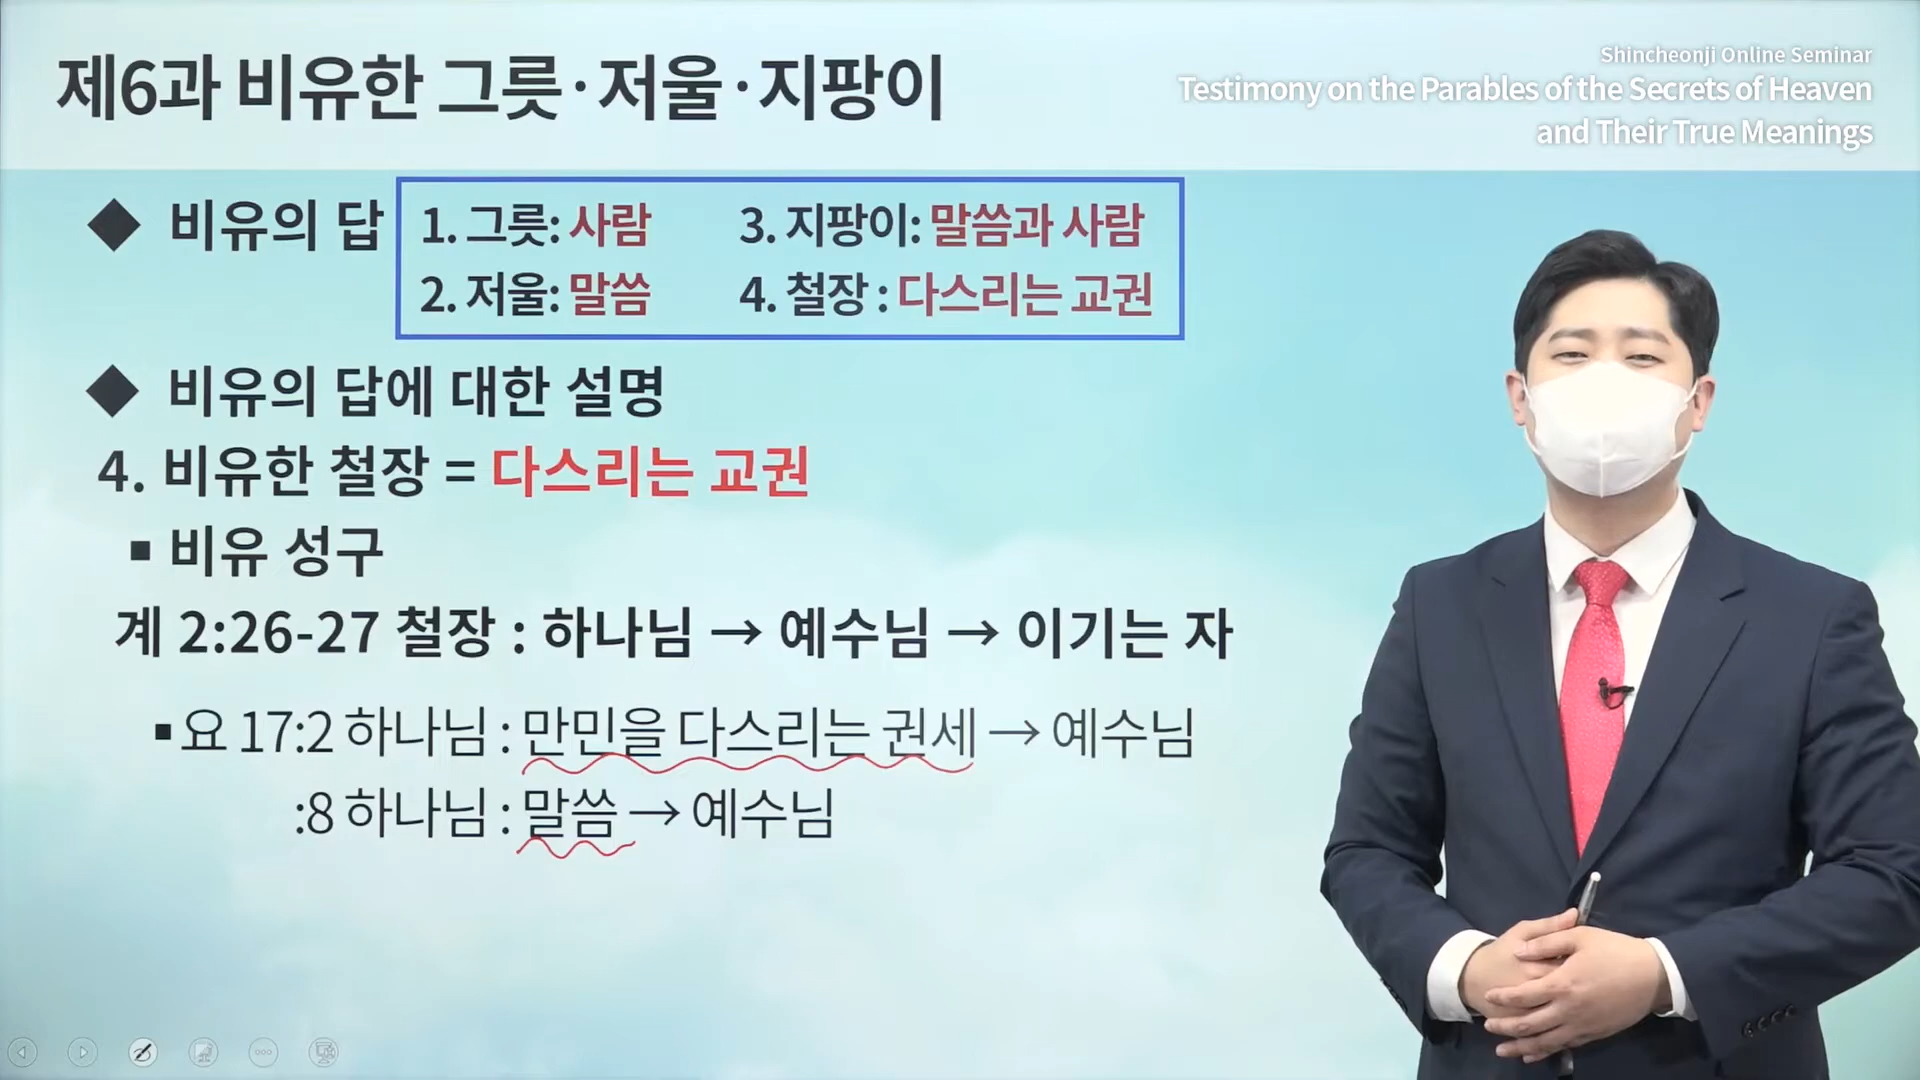 제6과 비유한 그릇·저울·지팡이
Shincheonji Online Seminar
Testimony on the Parables of the Secrets of Heaven
and Their True Meanings
◆ 비유의 답
1. 그릇: 사람
3. 지팡이: 말씀과 사람
2. 저울: 말씀
4. 철장 : 다스리는 교권
◆ 비유의 답에 대한 설명
4. 비유한 철장 = 다스리는 교권
▪ 비유 성구
계 2:26-27 철장 : 하나님 → 예수님 → 이기는 자
▪ 요 17:2 하나님 : 만민을 다스리는 권세 → 예수님
:8 하나님 : 말씀 → 예수님